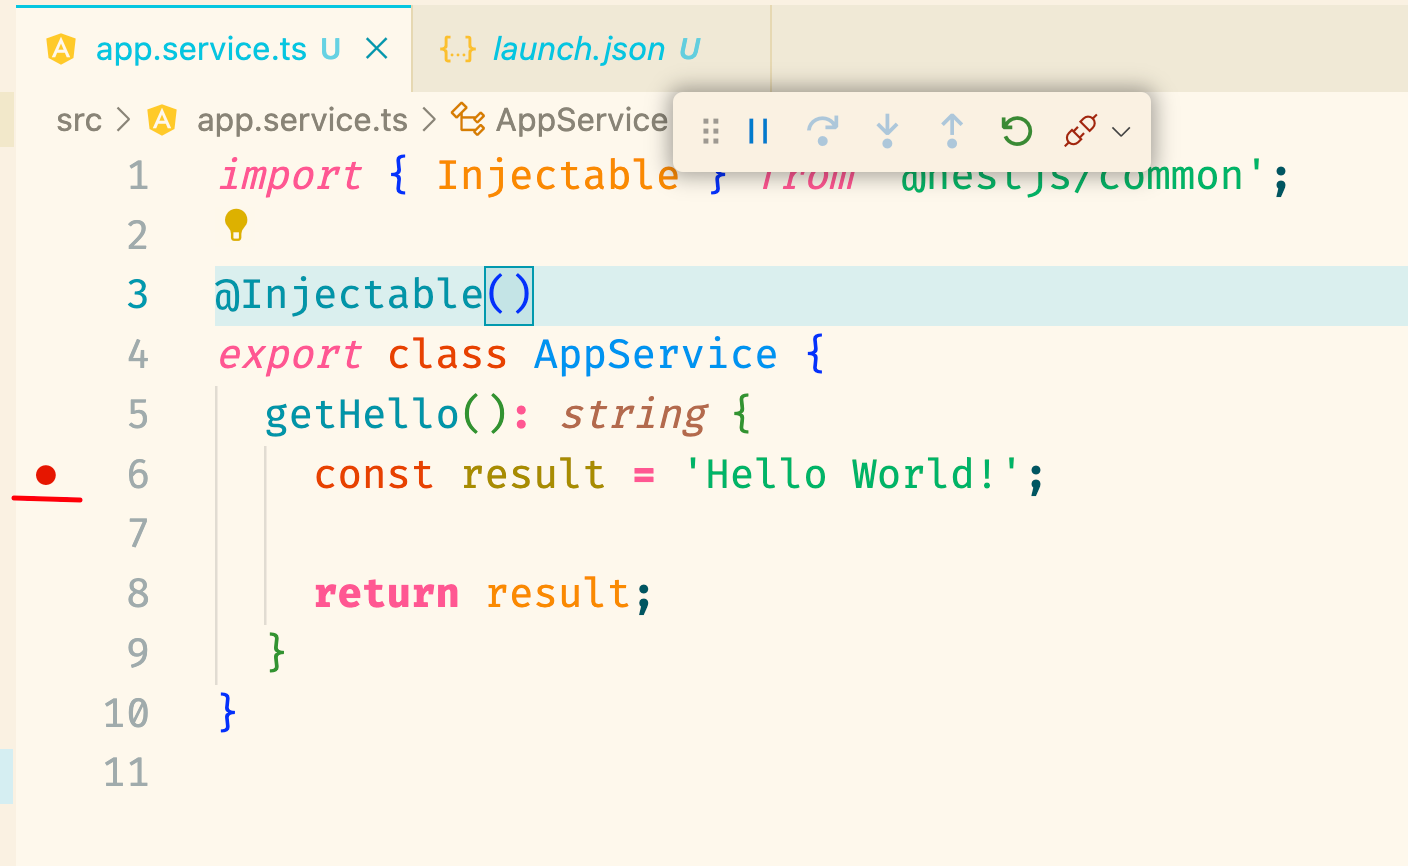 app.service.ts U
{...} launch.json U
src > app.service.ts > AppService
1 import { Injectable } from '@nestjs/common';
2
3 @Injectable()
4 export class AppService {
5 getHello(): string {
6 const result = 'Hello World!';
7
8 return result;
9 }
10 }
11